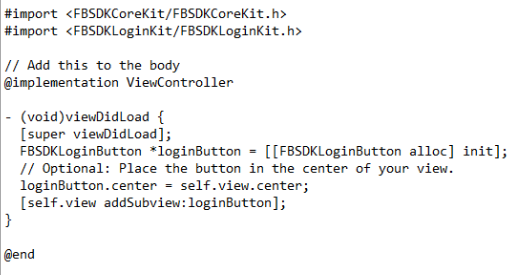 #import <FBSDKCoreKit/FBSDKCoreKit.h>
#import <FBSDKLoginKit/FBSDKLoginKit.h>

// Add this to the body
@implementation ViewController

- (void)viewDidLoad {
  [super viewDidLoad];
  FBSDKLoginButton *loginButton = [[FBSDKLoginButton alloc] init];
  // Optional: Place the button in the center of your view.
  loginButton.center = self.view.center;
  [self.view addSubview:loginButton];
}

@end